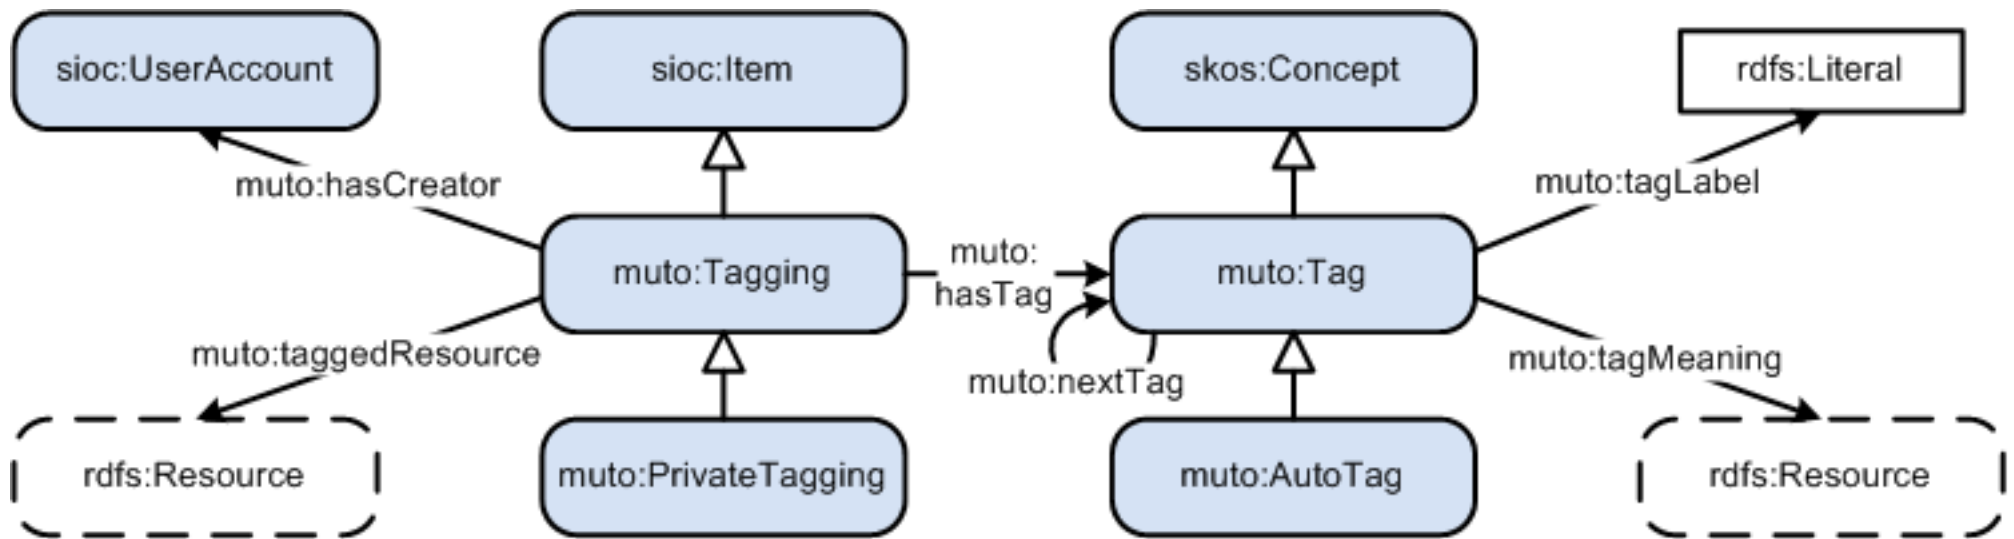 sioc:UserAccount
sioc:Item
skos:Concept
rdfs:Literal
muto:hasCreator
muto:tagLabel
muto:Tagging
muto:
hasTag
muto:Tag
muto:taggedResource
muto:nextTag
muto:tagMeaning
rdfs:Resource
muto:PrivateTagging
muto:AutoTag
rdfs:Resource